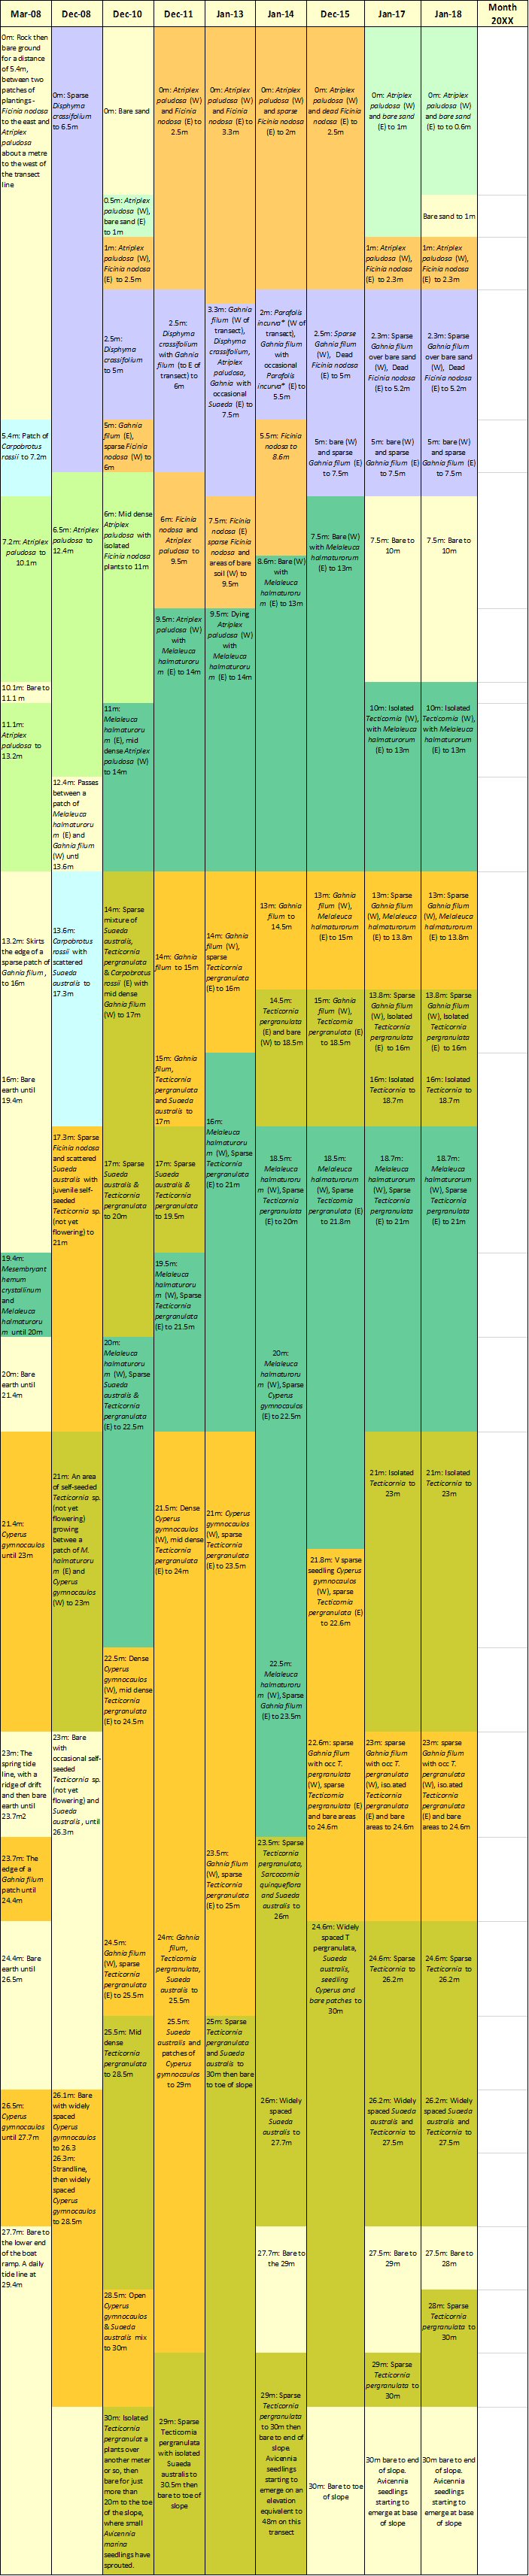 Mar-08
Dec-08
Dec-10
Dec-11
Jan-13
Jan-14
Dec-15
Jan-17
Jan-18
Month
20XX
0m: Rock then
bare ground for
a distance of
5.4m,
between two
patches of
plantings -
Ficinia nodosa
to the east and
Atriplex
paludosa
about a metre
to the west of
the transect
line
5.4m: Patch of
Carpobrotus
rossii to 7.2m
7.2m: Atriplex
paludosa to
10.1m
10.1m: Bare to
11.1 m
11.1m:
Atriplex
paludosa to
13.2m
13.2m: Skirts
the edge of a
sparse patch of
Gahnia filum ,
to 16m
16m: Bare
earth until
19.4m
19.4m:
Mesembryant
hemum
crystallinum
and
Melaleuca
halmaturoru
m until 20m
20m: Bare
earth until
21.4m
21.4m:
Cyperus
gymnocaulos
until 23m
23m: The
spring tide
line, with a
ridge of drift
and then bare
earth until
23.7m2
23.7m: The
edge of a
Gahnia filum
patch until
24.4m
24.4m: Bare
earth until
26.5m
26.5m:
Cyperus
gymnocaulos
until 27.7m
27.7m: Bare to
the lower end
of the boat
ramp. A daily
tide line at
29.4m
0m: Sparse
Disphyma
crassifolium
to 6.5m
6.5m: Atriplex
paludosa to
12.4m
12.4m: Passes
between a
patch of
Melaleuca
halmaturoru
m (E) and
Gahnia filum
(W) until
13.6m
13.6m:
Carpobrotus
rossii with
scattered
Suaeda
australis to
17.3m
17.3m: Sparse
Ficinia nodosa
and scattered
Suaeda
australis with
juvenile self-
seeded
Tecticornia sp.
(not yet
flowering) to
21m
21m: An area
of self-seeded
Tecticornia sp.
(not yet
flowering)
growing
betwee a
patch of M.
halmaturoru
m (E) and
Cyperus
gymnocaulos
(W) to 23m
23m: Bare
with
occasional self-
seeded
Tecticornia sp.
(not yet
flowering) and
Suaeda
australis , until
26.3m
26.1m: Bare
with widely
spaced
Cyperus
gymnocaulos
to 26.3
26.3m:
Strandline,
then widely
spaced
Cyperus
gymnocaulos
to 28.5m
0m: Bare sand
0.5m: Atriplex
paludosa (W),
bare sand (E)
to 1m
1m: Atriplex
paludosa (W),
Ficinia nodosa
(E) to 2.5m
2.5m:
Disphyma
crassifolium
to 5m
5m: Gahnia
filum (E),
sparse Ficinia
nodosa (W) to
6m
6m: Mid dense
Atriplex
paludosa with
isolated
Ficinia nodosa
plants to 11m
11m:
Melaleuca
halmaturoru
m (E), mid
dense Atriplex
paludosa (W)
to 14m
14m: Sparse
mixture of
Suaeda
australis,
Tecticornia
pergranulata
& Carpobrotus
rossii (E) with
mid dense
Gahnia filum
(W) to 17m
17m: Sparse
Suaeda
australis &
Tecticornia
pergranulata
to 20m
20m:
Melaleuca
halmaturoru
m (W), Sparse
Suaeda
australis &
Tecticornia
pergranulata
(E) to 22.5m
22.5m: Dense
Cyperus
gymnocaulos
(W), mid dense
Tecticornia
pergranulata
(E) to 24.5m
24.5m:
Gahnia filum
(W), sparse
Tecticornia
pergranulata
(E) to 25.5m
25.5m: Mid
dense
Tecticornia
pergranulata
to 28.5m
28.5m: Open
Cyperus
gymnocaulos
& Suaeda
australis mix
to 30m
30m: Isolated
Tecticornia
pergranulat a
plants over
another meter
or so, then
bare for just
more than
20m to the toe
of the slope,
where small
Avicennia
marina
seedlings have
sprouted.
0m: Atriplex
paludosa (W)
and Ficinia
nodosa (E) to
2.5m
2.5m:
Disphyma
crassifolium
with Gahnia
filum (to E of
transect) to
6m
6m: Ficinia
nodosa and
Atriplex
paludosa to
9.5m
9.5m: Atriplex
paludosa (W)
with
Melaleuca
halmaturoru
m (E) to 14m
14m: Gahnia
filum to 15m
15m: Gahnia
filum,
Tecticornia
pergranulata
and Suaeda
australis to
17m
17m: Sparse
Suaeda
australis &
Tecticornia
pergranulata
to 19.5m
19.5m:
Melaleuca
halmaturoru
m (W), Sparse
Tecticornia
pergranulata
(E) to 21.5m
21.5m: Dense
Cyperus
gymnocaulos
(W), mid dense
Tecticornia
pergranulata
(E) to 24m
24m: Gahnia
filum,
Tecticornia
pergranulata,
Suaeda
australis to
25.5m
25.5m:
Suaeda
australis and
patches of
Cyperus
gymnocaulos
to 29m
29m: Sparse
Tecticornia
pergranulata
with isolated
Suaeda
australis to
30.5m then
bare to toe of
slope
0m: Atriplex
paludosa (W)
and Ficinia
nodosa (E) to
3.3m
3.3m: Gahnia
filum (W of
transect),
Disphyma
crassifolium,
Atriplex
paludosa,
Gahnia with
occasional
Suaeda (E) to
7.5m
7.5m: Ficinia
nodosa (E)
sparse Ficinia
nodosa and
areas of bare
soil (W) to
9.5m
9.5m: Dying
Atriplex
paludosa (W)
with
Melaleuca
halmaturoru
m (E) to 14m
14m: Gahnia
filum (W),
sparse
Tecticornia
pergranulata
(E) to 16m
16m:
Melaleuca
halmaturoru
m (W), Sparse
Tecticornia
pergranulata
(E) to 21m
21m: Cyperus
gymnocaulos
(W), sparse
Tecticornia
pergranulata
(E) to 23.5m
23.5m:
Gahnia filum
(W), sparse
Tecticornia
pergranulata
(E) to 25m
25m: Sparse
Tecticornia
pergranulata
and Suaeda
australis to
30m then bare
to toe of slope
0m: Atriplex
paludosa (W)
and sparse
Ficinia nodosa
(E) to 2m
2m: Parafolis
incurva* (W of
transect),
Gahnia filum
with
occasional
Parafolis
incurva* (E) to
5.5m
5.5m: Ficinia
nodosa to
8.6m
8.6m: Bare (W)
with
Melaleuca
halmaturoru
m (E) to 13m
13m: Gahnia
filum to
14.5m
14.5m:
Tecticornia
pergranulata
(E) and bare
(W) to 18.5m
18.5m:
Melaleuca
halmaturoru
m (W), Sparse
Tecticornia
pergranulata
(E) to 20m
20m:
Melaleuca
halmaturoru
m (W), Sparse
Cyperus
gymnocaulos
(E) to 22.5m
22.5m:
Melaleuca
halmaturoru
m (W), Sparse
Gahnia filum
(E) to 23.5m
23.5m: Sparse
Tecticornia
pergranulata,
Sarcocornia
quinqueflora
and Suaeda
australis to
26m
26m: Widely
spaced
Suaeda
australis to
27.7m
27.7m: Bare to
the 29m
29m: Sparse
Tecticornia
pergranulata
to 30m then
bare to end of
slope.
Avicennia
seedlings
starting to
emerge on an
elevation
equivalent to
48m on this
transect
0m: Atriplex
paludosa (W)
and dead Ficinia
nodosa (E) to
2.5m
2.5m: Sparse
Gahnia filum
(W), Dead
Ficinia nodosa
(E) to 5m
5m: bare (W)
and sparse
Gahnia filum (E)
to 7.5m
7.5m: Bare (W)
with Melaleuca
halmaturorum
(E) to 13m
13m: Gahnia
filum (W),
Melaleuca
halmaturorum
(E) to 15m
15m: Gahnia
filum (W),
Tecticornia
pergranulata
(E) to 18.5m
18.5m:
Melaleuca
halmaturorum
(W), Sparse
Tecticornia
pergranulata (E)
to 21.8m
21.8m: V sparse
seedling Cyperus
gymnocaulos
(W), sparse
Tecticornia
pergranulata (E)
to 22.6m
22.6m: sparse
Gahnia filum
with occ T.
pergranulata
(W), sparse
Tecticornia
pergranulata (E)
and bare areas
to 24.6m
24.6m: Widely
spaced T
pergranulata,
Suaeda
australis,
seedling
Cyperus and
bare patches to
30m
30m: Bare to toe
of slope
0m: Atriplex
paludosa (W)
and bare sand
(E) to 1m
1m: Atriplex
paludosa (W),
Ficinia nodosa
(E) to 2.3m
2.3m: Sparse
Gahnia filum
over bare sand
(W), Dead
Ficinia nodosa
(E) to 5.2m
5m: bare (W)
and sparse
Gahnia filum (E)
to 7.5m
7.5m: Bare to
10m
10m: Isolated
Tecticornia (W),
with Melaleuca
halmaturorum
(E) to 13m
13m: Sparse
Gahnia filum
(W), Melaleuca
halmaturorum
(E) to 13.8m
13.8m: Sparse
Gahnia filum
(W), Isolated
Tecticornia
pergranulata
(E) to 16m
16m: Isolated
Tecticornia to
18.7m
18.7m:
Melaleuca
halmaturorum
(W), Sparse
Tecticornia
pergranulata
(E) to 21m
21m: Isolated
Tecticornia to
23m
23m: sparse
Gahnia filum
with occ T.
pergranulata
(W), isolated
Tecticornia
pergranulata (E)
and bare
areas to 24.6m
24.6m: Sparse
Tecticornia to
26.2m
26.2m: Widely
spaced Suaeda
australis and
Tecticornia to
27.5m
27.5m: Bare to
29m
29m: Sparse
Tecticornia
pergranulata to
30m
30m bare to end
of slope.
Avicennia
seedlings
starting to
emerge at base
of slope
0m: Atriplex
paludosa (W)
and bare sand
(E) to to 0.6m
Bare sand to 1m
1m: Atriplex
paludosa (W),
Ficinia nodosa
(E) to 2.3m
2.3m: Sparse
Gahnia filum
over bare sand
(W), Dead
Ficinia nodosa
(E) to 5.2m
5m: bare (W)
and sparse
Gahnia filum (E)
to 7.5m
7.5m: Bare to
10m
10m: Isolated
Tecticornia (W),
with Melaleuca
halmaturorum
(E) to 13m
13m: Sparse
Gahnia filum
(W), Melaleuca
halmaturorum
(E) to 13.8m
13.8m: Sparse
Gahnia filum
(W), Isolated
Tecticornia
pergranulata
(E) to 16m
16m: Isolated
Tecticornia to
18.7m
18.7m:
Melaleuca
halmaturorum
(W), Sparse
Tecticornia
pergranulata
(E) to 21m
21m: Isolated
Tecticornia to
23m
23m: sparse
Gahnia filum
with occ T.
pergranulata
(W), isolated
Tecticornia
pergranulata (E)
and bare
areas to 24.6m
24.6m: Sparse
Tecticornia to
26.2m
26.2m: Widely
spaced Suaeda
australis and
Tecticornia to
27.5m
27.5m: Bare to
28m
28m: Sparse
Tecticornia
pergranulata to
30m
30m bare to end
of slope.
Avicennia
seedlings
starting to
emerge at base
of slope